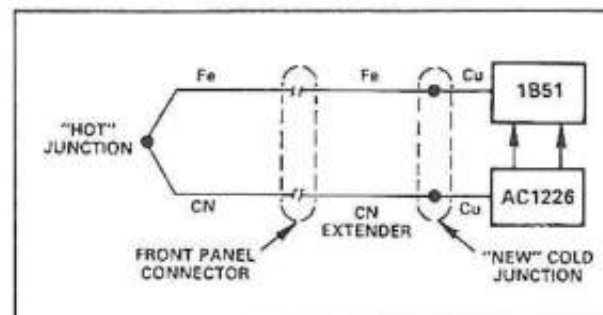 Fe
Fe
Cu
1B51
"HOT"
JUNCTION
CN
CN
EXTENDER
Cu
AC1226
FRONT PANEL
CONNECTOR
"NEW" COLD
JUNCTION